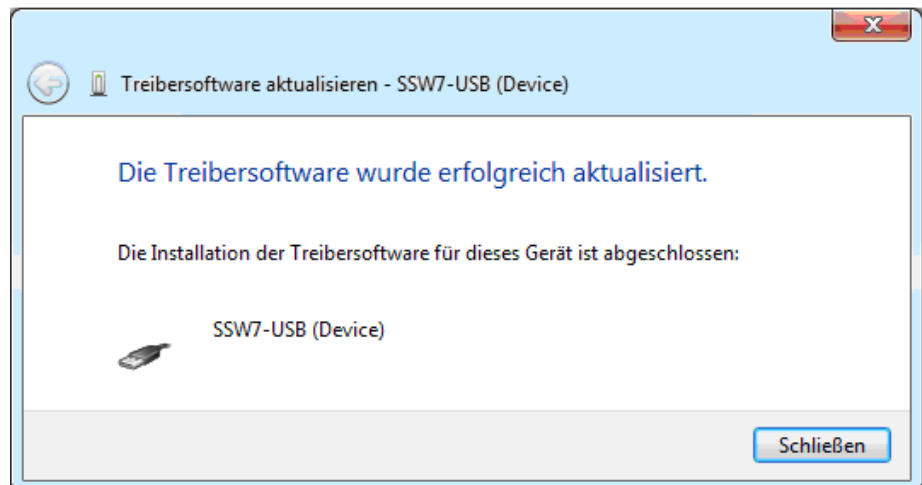 Treibersoftware aktualisieren - SSW7-USB (Device)
Die Treibersoftware wurde erfolgreich aktualisiert.
Die Installation der Treibersoftware für dieses Gerät ist abgeschlossen:
SSW7-USB (Device)
Schließen